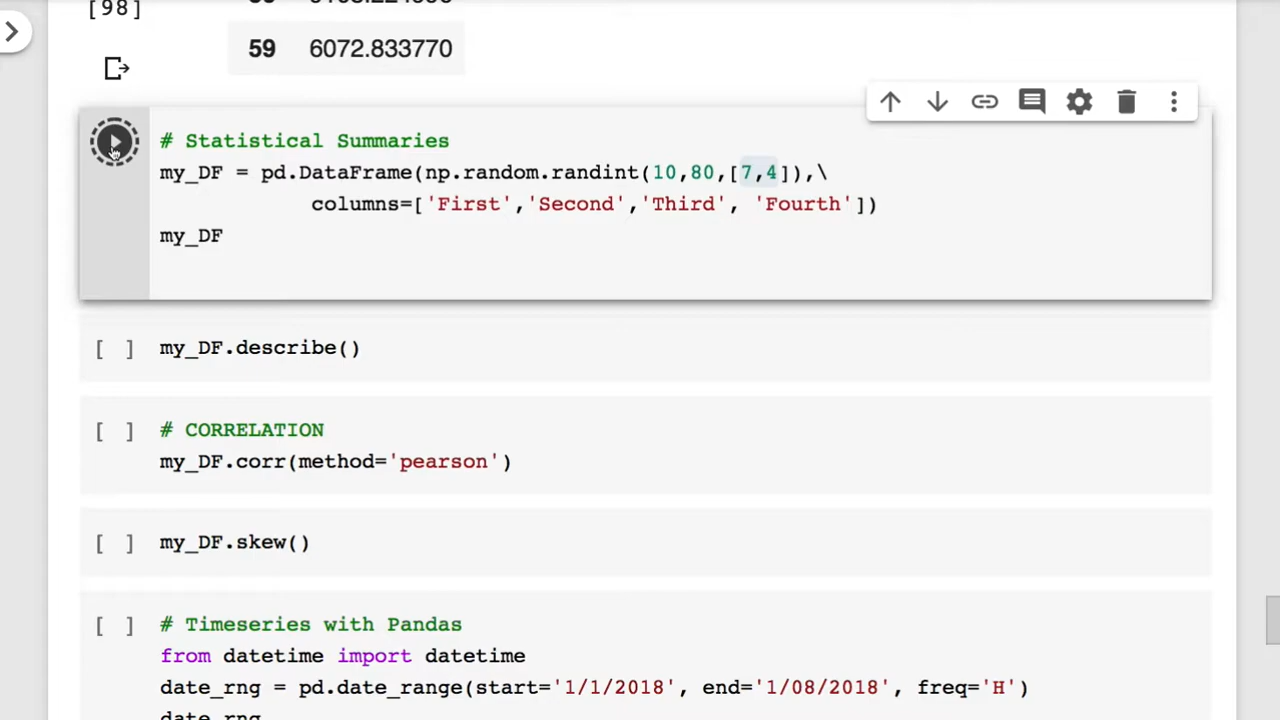 [98]
59 6072.833770
# Statistical Summaries
my_DF = pd.DataFrame(np.random.randint(10,80,[7,4]),\
columns=['First','Second','Third', 'Fourth'])
my_DF
[ ] my_DF.describe()
[ ] # CORRELATION
my_DF.corr(method='pearson')
[ ] my_DF.skew()
[ ] # Timeseries with Pandas
from datetime import datetime
date_rng = pd.date_range(start='1/1/2018', end='1/08/2018', freq='H')
date_rng